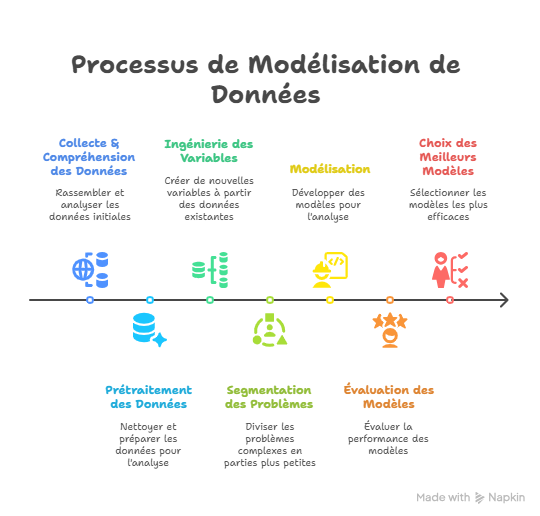 Processus de Modélisation de
Données
Collecte &
Compréhension
des Données
Rassembler et
analyser les
données initiales
Ingénierie des
Variables
Créer de nouvelles
variables à partir
des données
existantes
Modélisation
Développer des
modèles pour
l'analyse
Choix des
Meilleurs
Modèles
Sélectionner les
modèles les plus
efficaces
Prétraitement
des Données
Nettoyer et
préparer les
données pour
l'analyse
Segmentation
des Problèmes
Diviser les
problèmes
complexes en
parties plus petites
Évaluation des
Modèles
Évaluer la
performance des
modèles
Made with Napkin